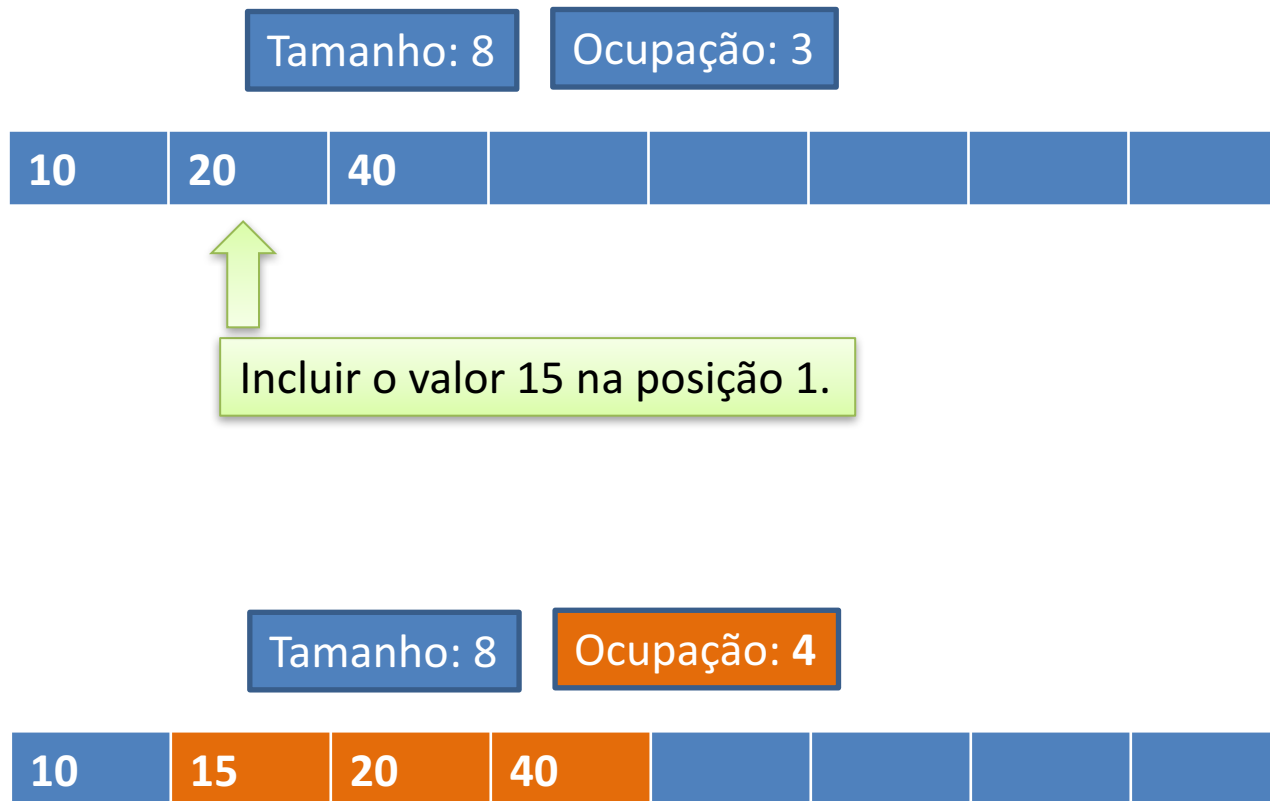 Tamanho: 8 Ocupação: 3
10 20 40
Incluir o valor 15 na posição 1.
Tamanho: 8 Ocupação: 4
10 15 20 40